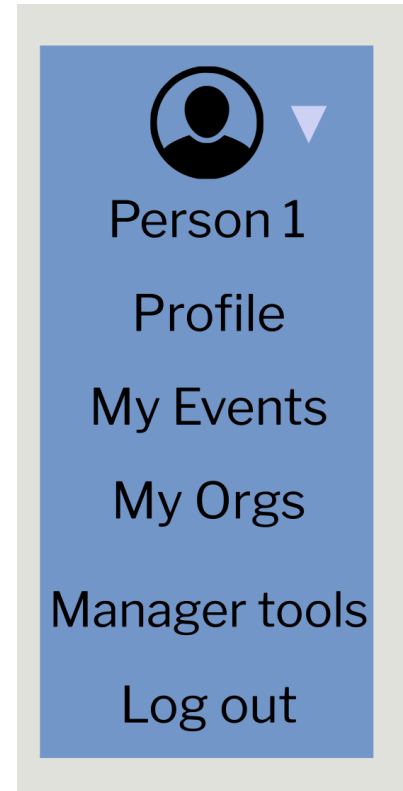 Person 1
Profile
My Events
My Orgs
Manager tools
Log out